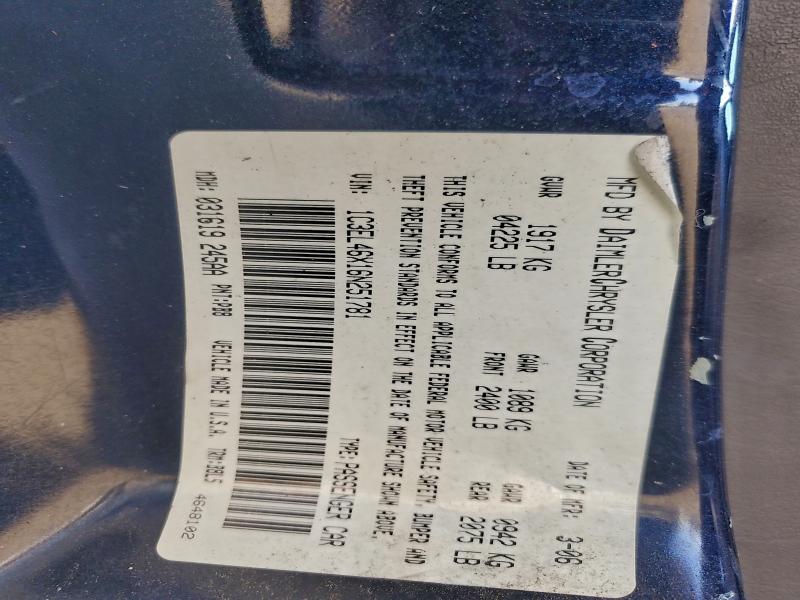 MFD BY DAIMLERCHRYSLER CORPORATION DATE OF MFR: 3-06
GVWR 1917 KG GAWR 1089 KG GAWR 0942 KG
04225 LB FRONT 2400 LB REAR 2075 LB
THIS VEHICLE CONFORMS TO ALL APPLICABLE FEDERAL MOTOR VEHICLE SAFETY, BUMPER AND
THEFT PREVENTION STANDARDS IN EFFECT ON THE DATE OF MANUFACTURE SHOWN ABOVE.
VIN: 1C3EL46X16N251781 TYPE: PASSENGER CAR
MDH: 031619 245AA PNT: VEHICLE MADE IN U.S.A. 4648102